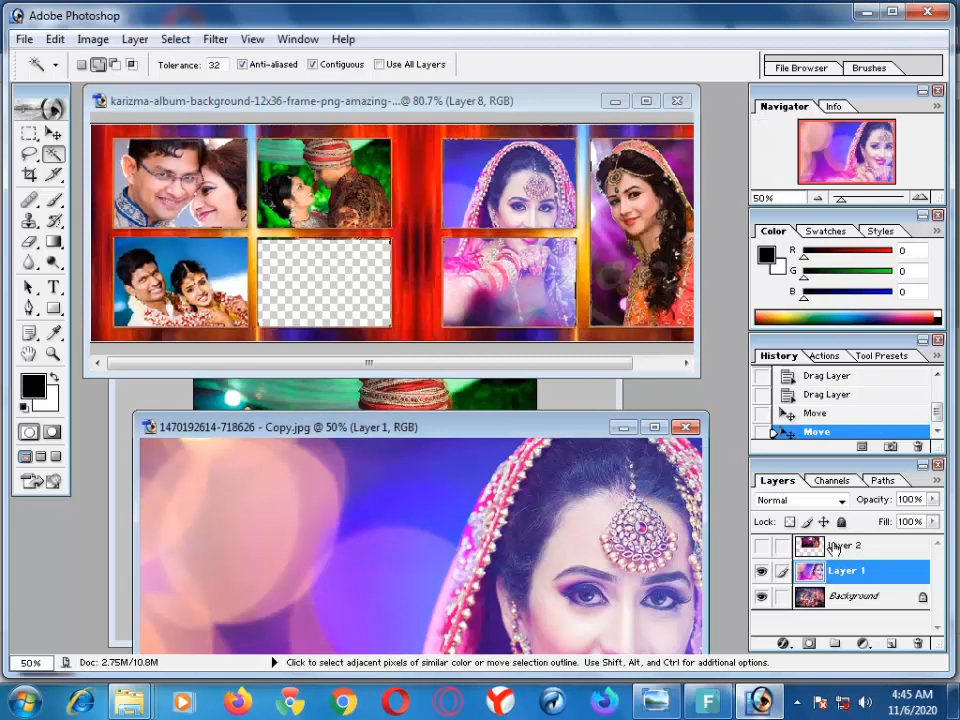 Adobe Photoshop
File Edit Image Layer Select Filter View Window Help
Tolerance: 32 Anti-aliased Contiguous Use All Layers
File Browser Brushes
karizma-album-background-12x36-frame-png-amazing-...@ 80.7% (Layer 8, RGB)
Navigator Info
50%
Color Swatches Styles
R 0
G 0
B 0
History Actions Tool Presets
Drag Layer
Drag Layer
Move
Move
1470192614-718626 - Copy.jpg @ 50% (Layer 1, RGB)
Layers Channels Paths
Normal Opacity: 100%
Lock: Fill: 100%
Layer 2
Layer 1
Background
50% Doc: 2.75M/10.8M Click to select adjacent pixels of similar color or move selection outline. Use Shift, Alt, and Ctrl for additional options.
4:45 AM
11/6/2020